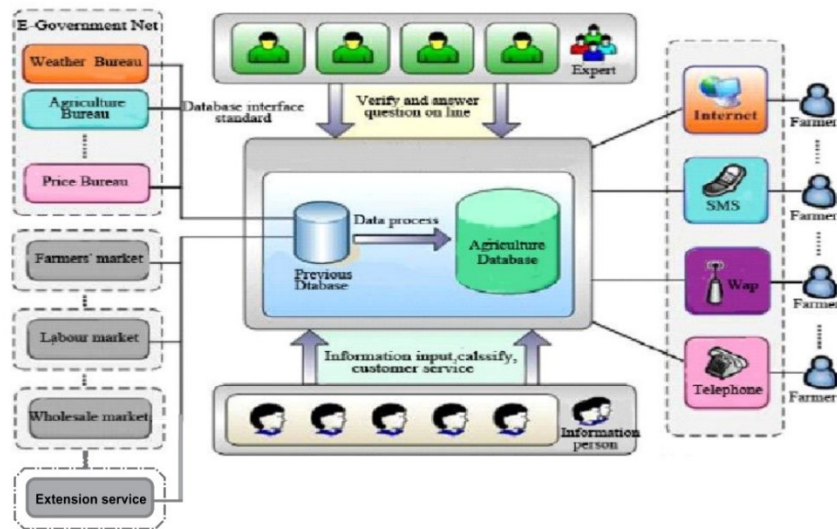 E-Government Net
Weather Bureau
Agriculture
Bureau
Price Bureau
Farmers' market
Labour market
Wholesale market
Extension service
Database interface
standard
Expert
Verify and answer
question on line
Data process
Previous
Dtabase
Agriculture
Database
Information input,calssify,
customer service
Information
person
Internet
SMS
Wap
Telephone
Farmer
Farmer
Farmer
Farmer